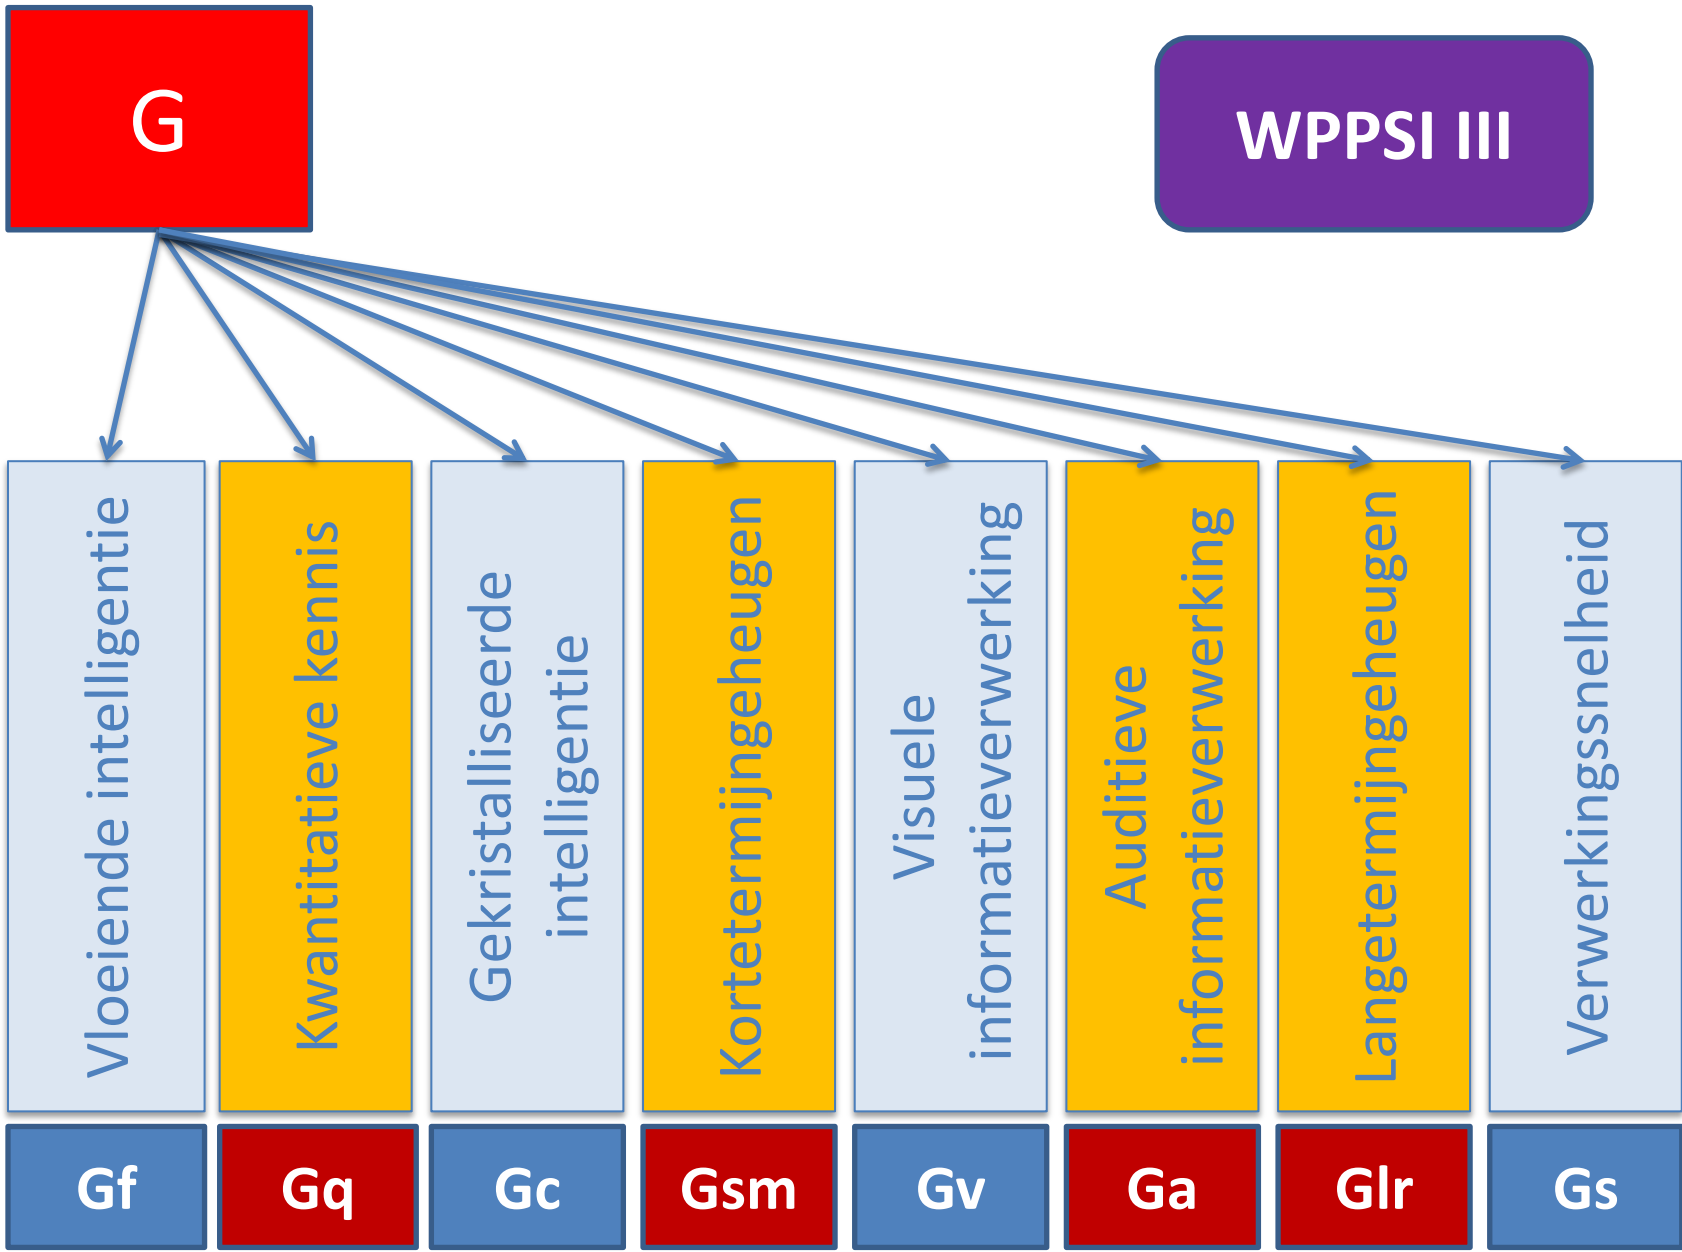 G
WPPSI III
Vloeiende intelligentie
Kwantitatieve kennis
Gekristalliseerde
intelligentie
Kortetermijngeheugen
Visuele
informatieverwerking
Auditieve
informatieverwerking
Langetermijngeheugen
Verwerkingssnelheid
Gf
Gq
Gc
Gsm
Gv
Ga
Glr
Gs